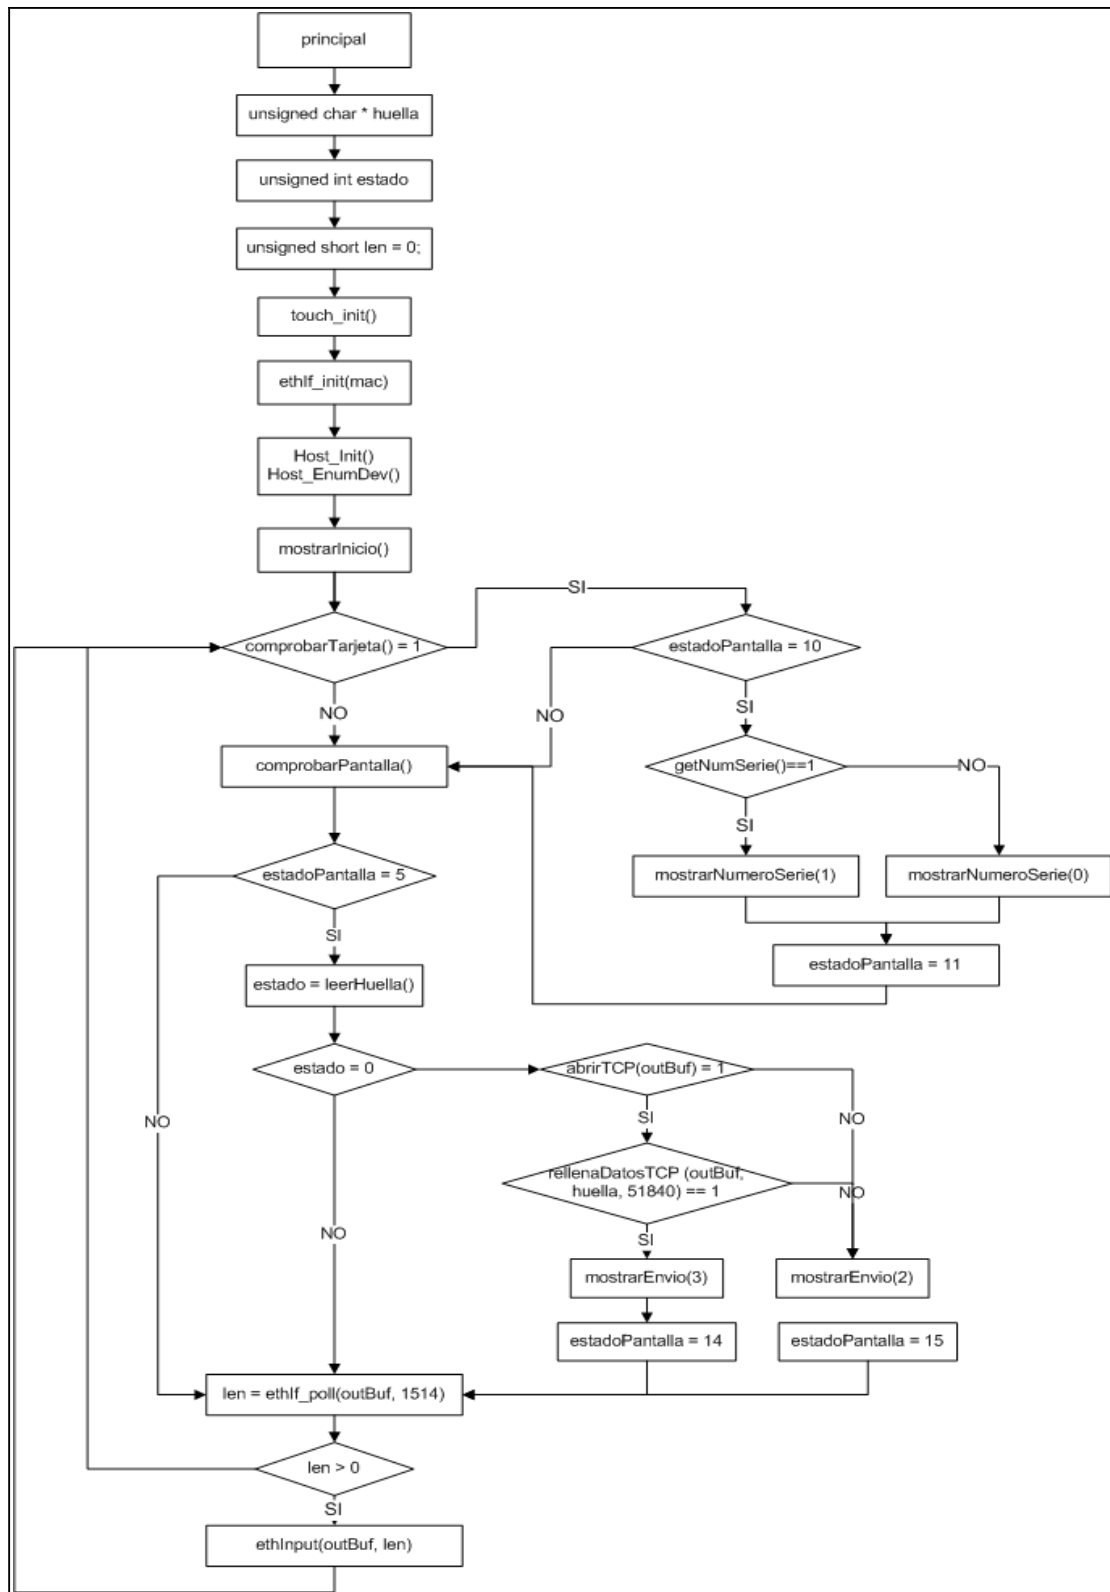 principal
unsigned char * huella
unsigned int estado
unsigned short len = 0;
touch_init()
ethIf_init(mac)
Host_Init()
Host_EnumDev()
mostrarInicio()
SI
comprobarTarjeta() = 1
estadoPantalla = 10
NO
SI
NO
comprobarPantalla()
getNumSerie()==1
NO
SI
estadoPantalla = 5
mostrarNumeroSerie(1)
mostrarNumeroSerie(0)
SI
estadoPantalla = 11
estado = leerHuella()
estado = 0
abrirTCP(outBuf) = 1
NO
SI
NO
rellenaDatosTCP (outBuf,
huella, 51840) == 1
NO
NO
SI
mostrarEnvio(3)
mostrarEnvio(2)
estadoPantalla = 14
estadoPantalla = 15
len = ethIf_poll(outBuf, 1514)
len > 0
SI
ethInput(outBuf, len)